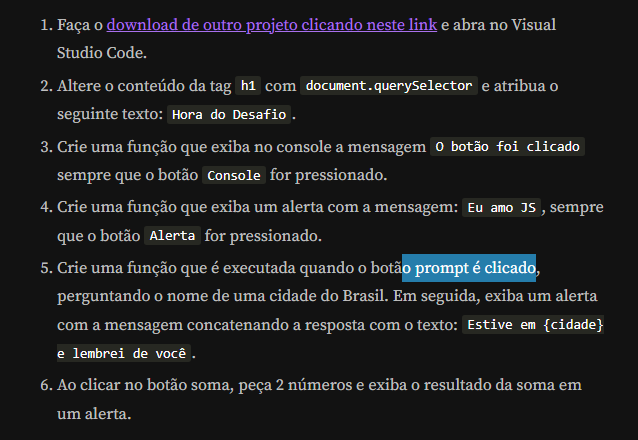 1. Faça o download de outro projeto clicando neste link e abra no Visual
Studio Code.
2. Altere o conteúdo da tag h1 com document.querySelector e atribua o
seguinte texto: Hora do Desafio.
3. Crie uma função que exiba no console a mensagem O botão foi clicado
sempre que o botão Console for pressionado.
4. Crie uma função que exiba um alerta com a mensagem: Eu amo JS, sempre
que o botão Alerta for pressionado.
5. Crie uma função que é executada quando o botão prompt é clicado,
perguntando o nome de uma cidade do Brasil. Em seguida, exiba um alerta
com a mensagem concatenando a resposta com o texto: Estive em {cidade}
e lembrei de você.
6. Ao clicar no botão soma, peça 2 números e exiba o resultado da soma em
um alerta.